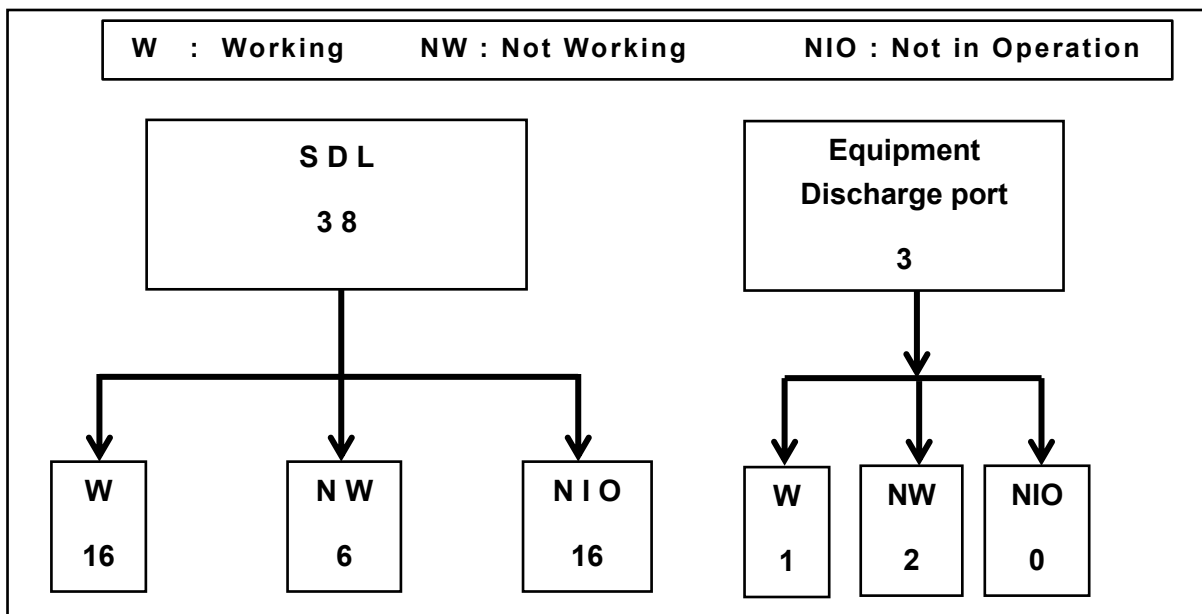 W : Working NW : Not Working NIO : Not in Operation
S D L
3 8
Equipment
Discharge port
3
W
16
N W
6
N I O
16
W
1
NW
2
NIO
0